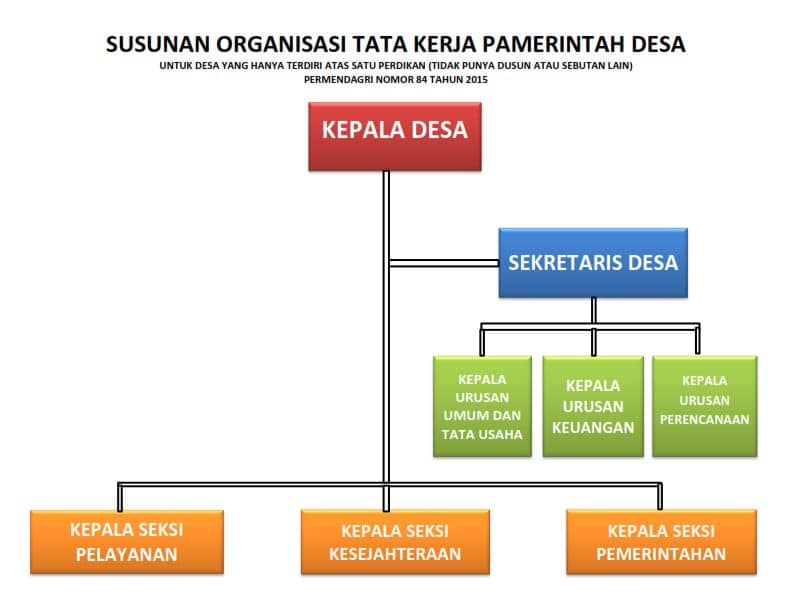 SUSUNAN ORGANISASI TATA KERJA PAMERINTAH DESA
UNTUK DESA YANG HANYA TERDIRI ATAS SATU PERDIKAN (TIDAK PUNYA DUSUN ATAU SEBUTAN LAIN)
PERMENDAGRI NOMOR 84 TAHUN 2015
KEPALA DESA
SEKRETARIS DESA
KEPALA
URUSAN
UMUM DAN
TATA USAHA
KEPALA
URUSAN
KEUANGAN
KEPALA
URUSAN
PERENCANAAN
KEPALA SEKSI
PELAYANAN
KEPALA SEKSI
KESEJAHTERAAN
KEPALA SEKSI
PEMERINTAHAN